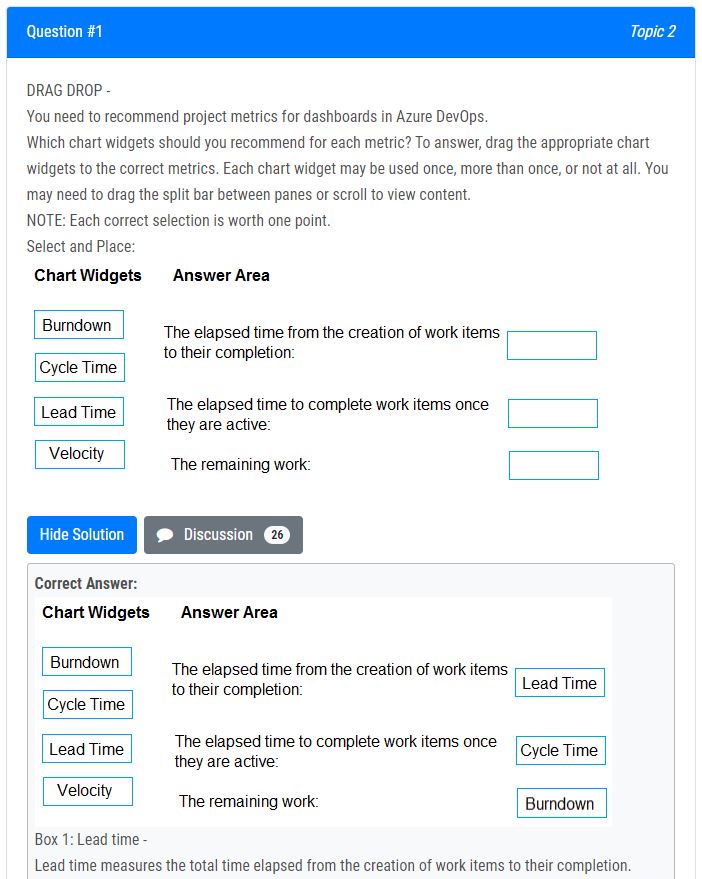 Question #1
Topic 2
DRAG DROP -
You need to recommend project metrics for dashboards in Azure DevOps.
Which chart widgets should you recommend for each metric? To answer, drag the appropriate chart
widgets to the correct metrics. Each chart widget may be used once, more than once, or not at all. You
may need to drag the split bar between panes or scroll to view content.
NOTE: Each correct selection is worth one point.
Select and Place:
Chart Widgets
Answer Area
Burndown
Cycle Time
Lead Time
Velocity
The elapsed time from the creation of work items
to their completion:
The elapsed time to complete work items once
they are active:
The remaining work:
Hide Solution
Discussion 26
Correct Answer:
Chart Widgets
Answer Area
Burndown
Cycle Time
Lead Time
Velocity
The elapsed time from the creation of work items
to their completion:
Lead Time
The elapsed time to complete work items once
they are active:
Cycle Time
The remaining work:
Burndown
Box 1: Lead time -
Lead time measures the total time elapsed from the creation of work items to their completion.